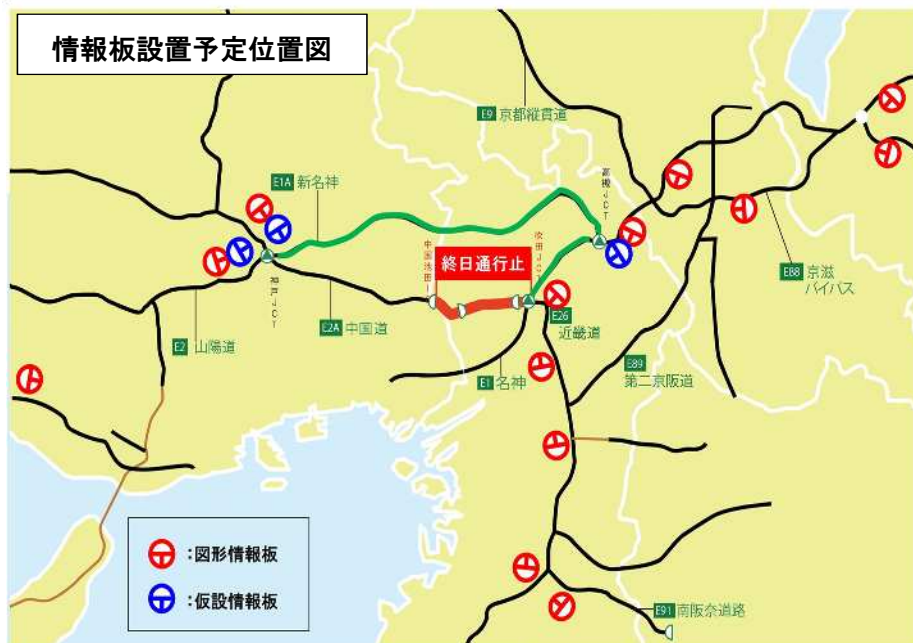 情報板設置予定位置図
E9 京都縦貫道
E1A 新名神
高槻JCT
中国池田
吹田JCT
終日通行止
神戸JCT
E88 京滋
バイパス
E26
近畿道
E2A 中国道
E2 山陽道
E1 名神
E89
第二京阪道
:図形情報板
:仮設情報板
E91 南阪奈道路